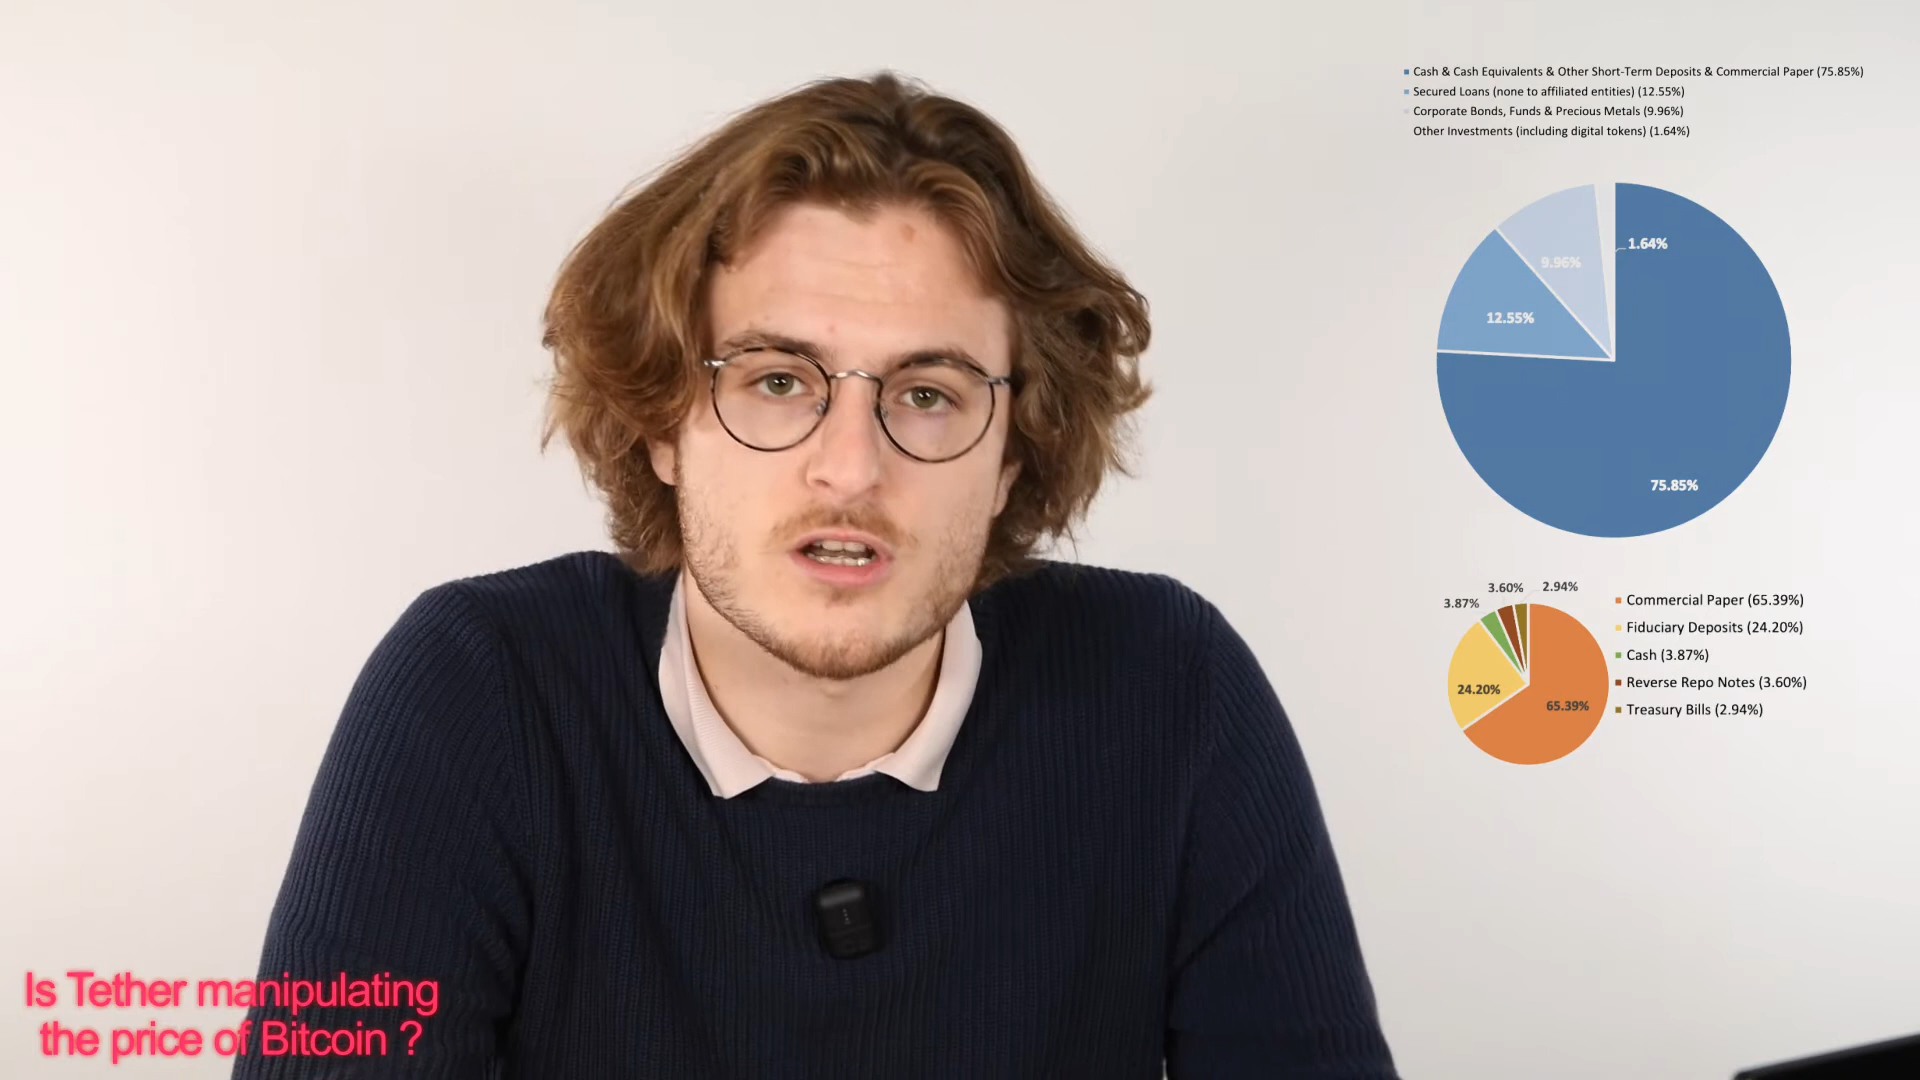 Cash & Cash Equivalents & Other Short-Term Deposits & Commercial Paper (75.85%)
Secured Loans (none to affiliated entities) (12.55%)
Corporate Bonds, Funds & Precious Metals (9.96%)
Other Investments (including digital tokens) (1.64%)
1.64%
9.96%
12.55%
75.85%
3.60%
2.94%
3.87%
24.20%
65.39%
Commercial Paper (65.39%)
Fiduciary Deposits (24.20%)
Cash (3.87%)
Reverse Repo Notes (3.60%)
Treasury Bills (2.94%)
Is Tether manipulating
the price of Bitcoin ?